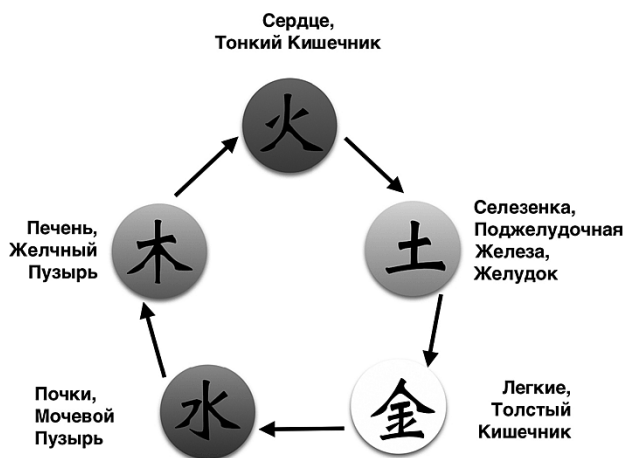 Сердце,
Тонкий Кишечник
火
Селезенка,
Поджелудочная
Железа,
Желудок
土
Печень,
Желчный
Пузырь
木
Легкие,
Толстый
Кишечник
金
Почки,
Мочевой
Пузырь
水